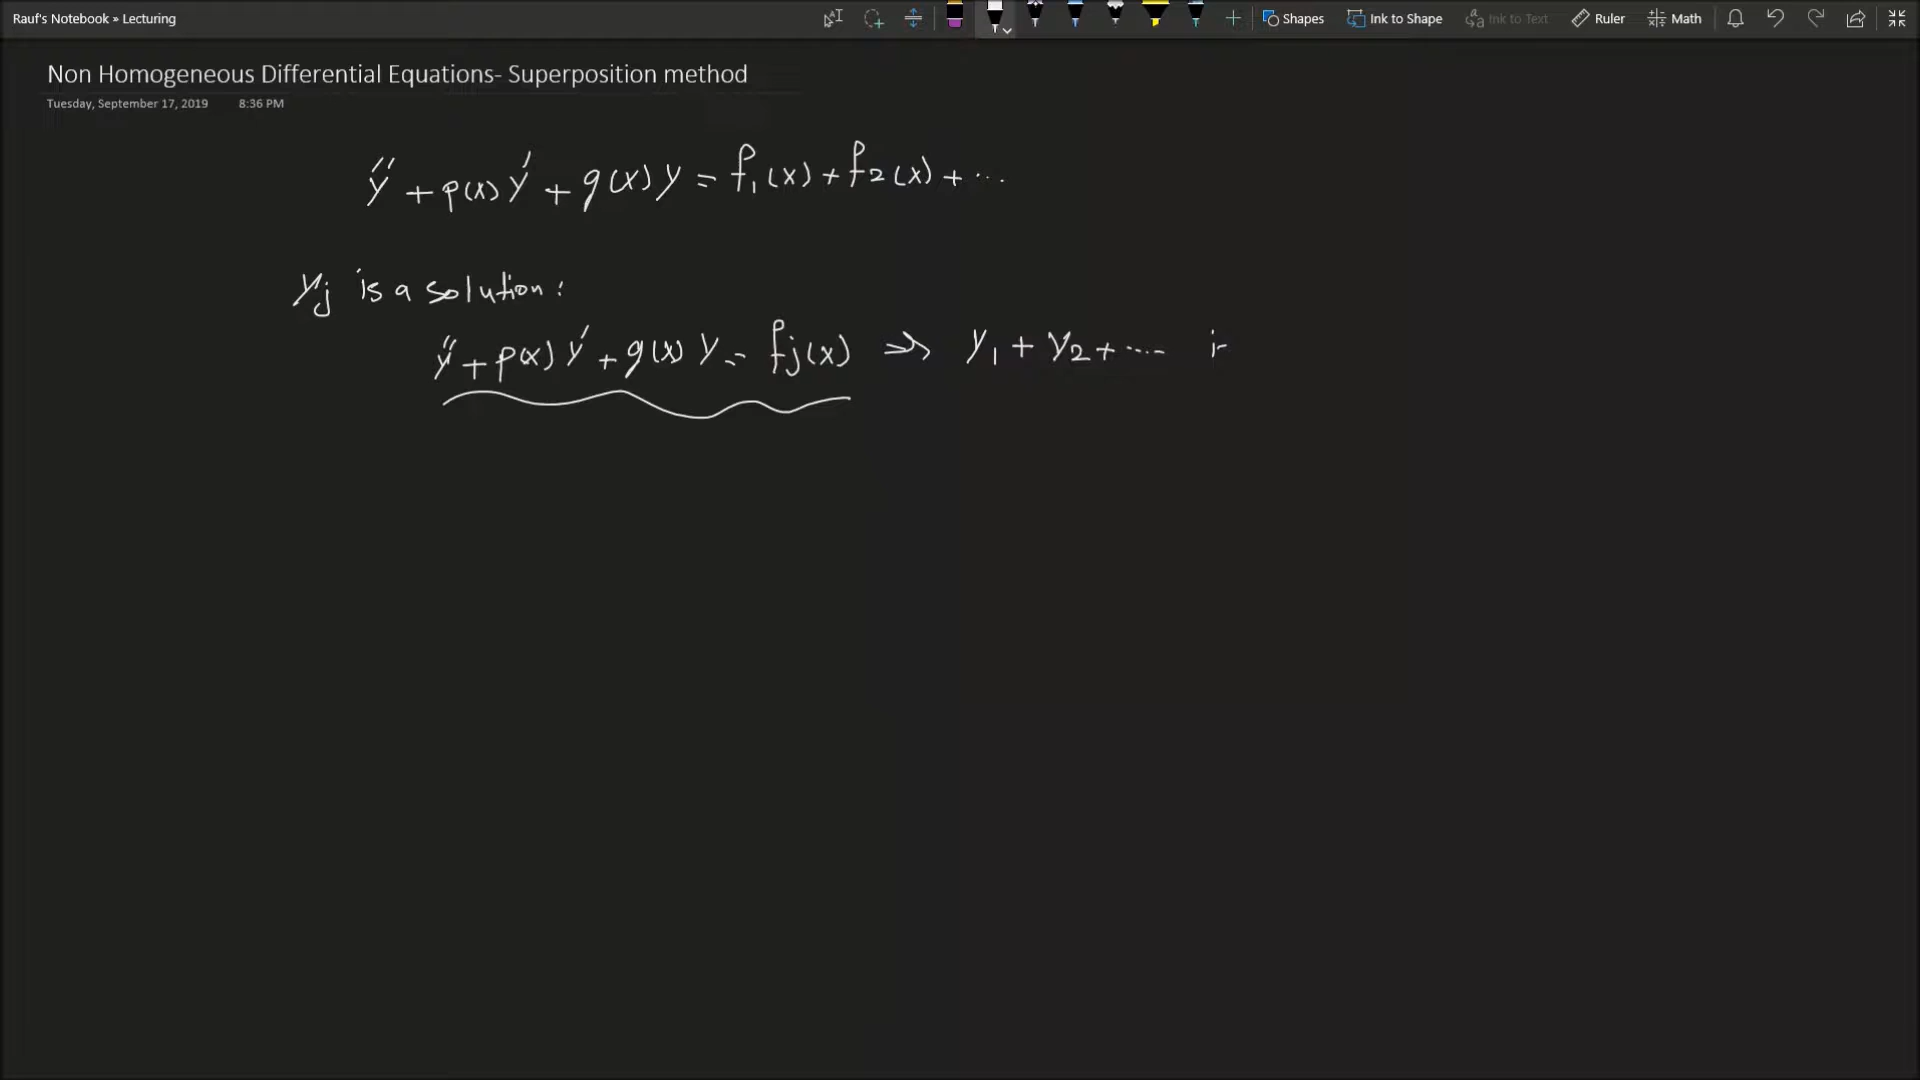 Rauf's Notebook » Lecturing
Shapes Ink to Shape Ink to Text Ruler Math
Non Homogeneous Differential Equations- Superposition method
Tuesday, September 17, 2019 8:36 PM
y'' + p(x) y' + q(x) y = f₁(x) + f₂(x) + ...
yⱼ is a solution:
y'' + p(x) y' + q(x) y = fⱼ(x) ⇒ y₁ + y₂ + .... i